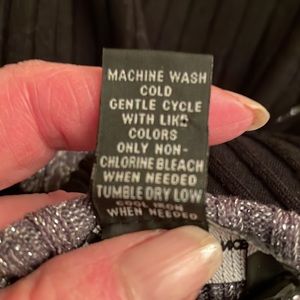 MACHINE WASH
COLD
GENTLE CYCLE
WITH LIKE
COLORS
ONLY NON-
CHLORINE BLEACH
WHEN NEEDED
TUMBLE DRY LOW
COOL IRON
WHEN NEEDED